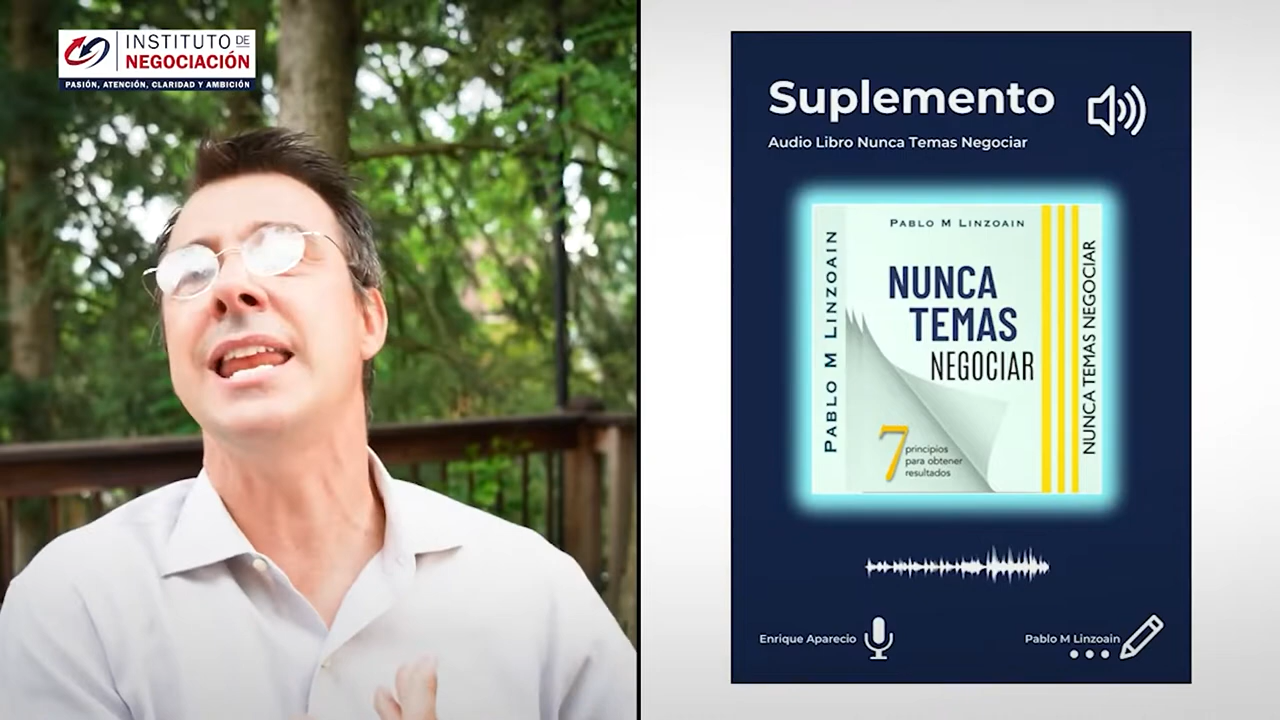 INSTITUTO DE
NEGOCIACIÓN
PASIÓN, ATENCIÓN, CLARIDAD Y AMBICIÓN
Suplemento
Audio Libro Nunca Temas Negociar
PABLO M LINZOAIN
PABLO M LINZOAIN
NUNCA
TEMAS
NEGOCIAR
7 principios
para obtener
resultados
NUNCA TEMAS NEGOCIAR
Enrique Aparecio
Pablo M Linzoain